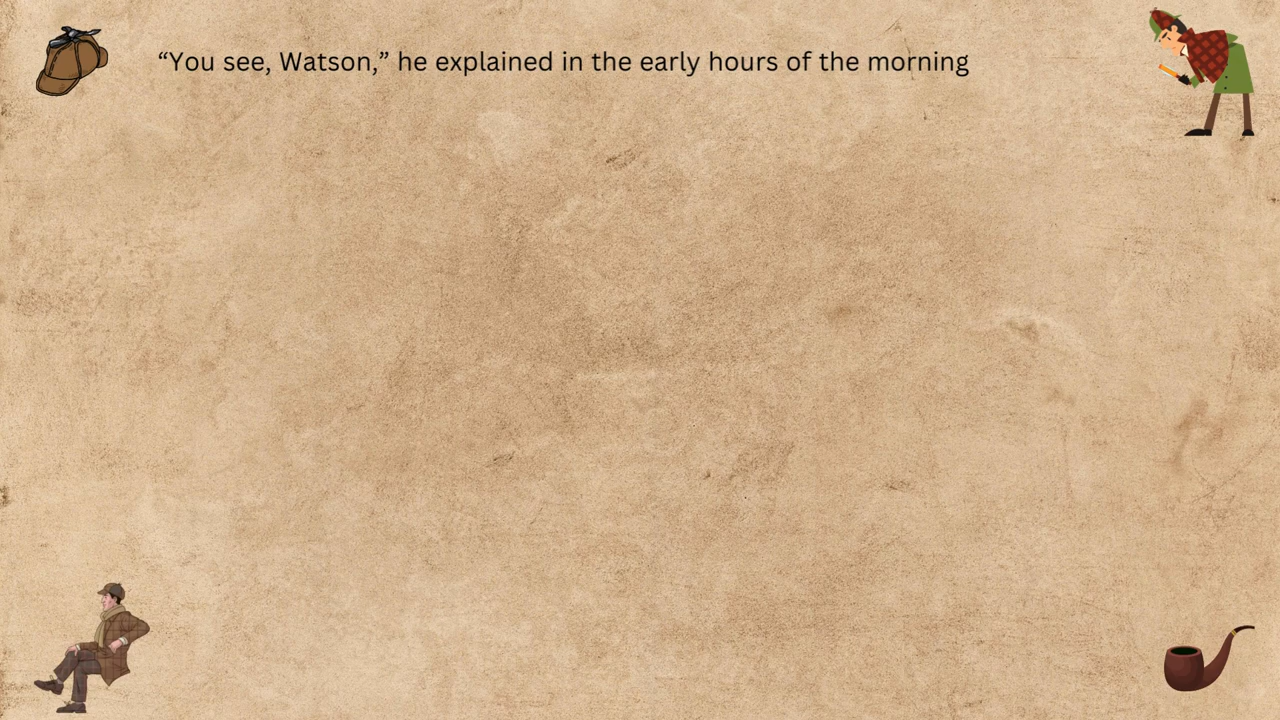 “You see, Watson,” he explained in the early hours of the morning